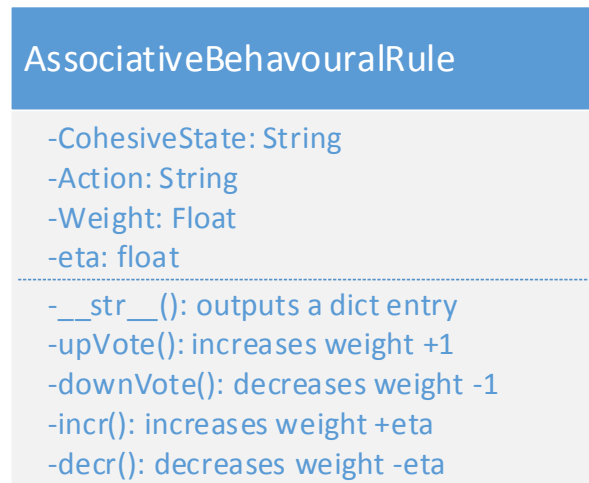 AssociativeBehavouralRule
-CohesiveState: String
-Action: String
-Weight: Float
-eta: float
-__str__(): outputs a dict entry
-upVote(): increases weight +1
-downVote(): decreases weight -1
-incr(): increases weight +eta
-decr(): decreases weight -eta